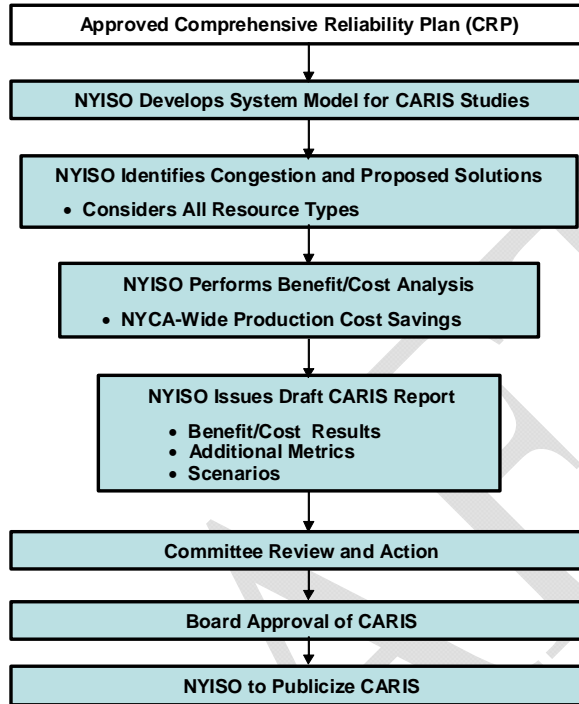 Approved Comprehensive Reliability Plan (CRP)
NYISO Develops System Model for CARIS Studies
NYISO Identifies Congestion and Proposed Solutions
• Considers All Resource Types
NYISO Performs Benefit/Cost Analysis
• NYCA-Wide Production Cost Savings
NYISO Issues Draft CARIS Report
• Benefit/Cost Results
• Additional Metrics
• Scenarios
Committee Review and Action
Board Approval of CARIS
NYISO to Publicize CARIS